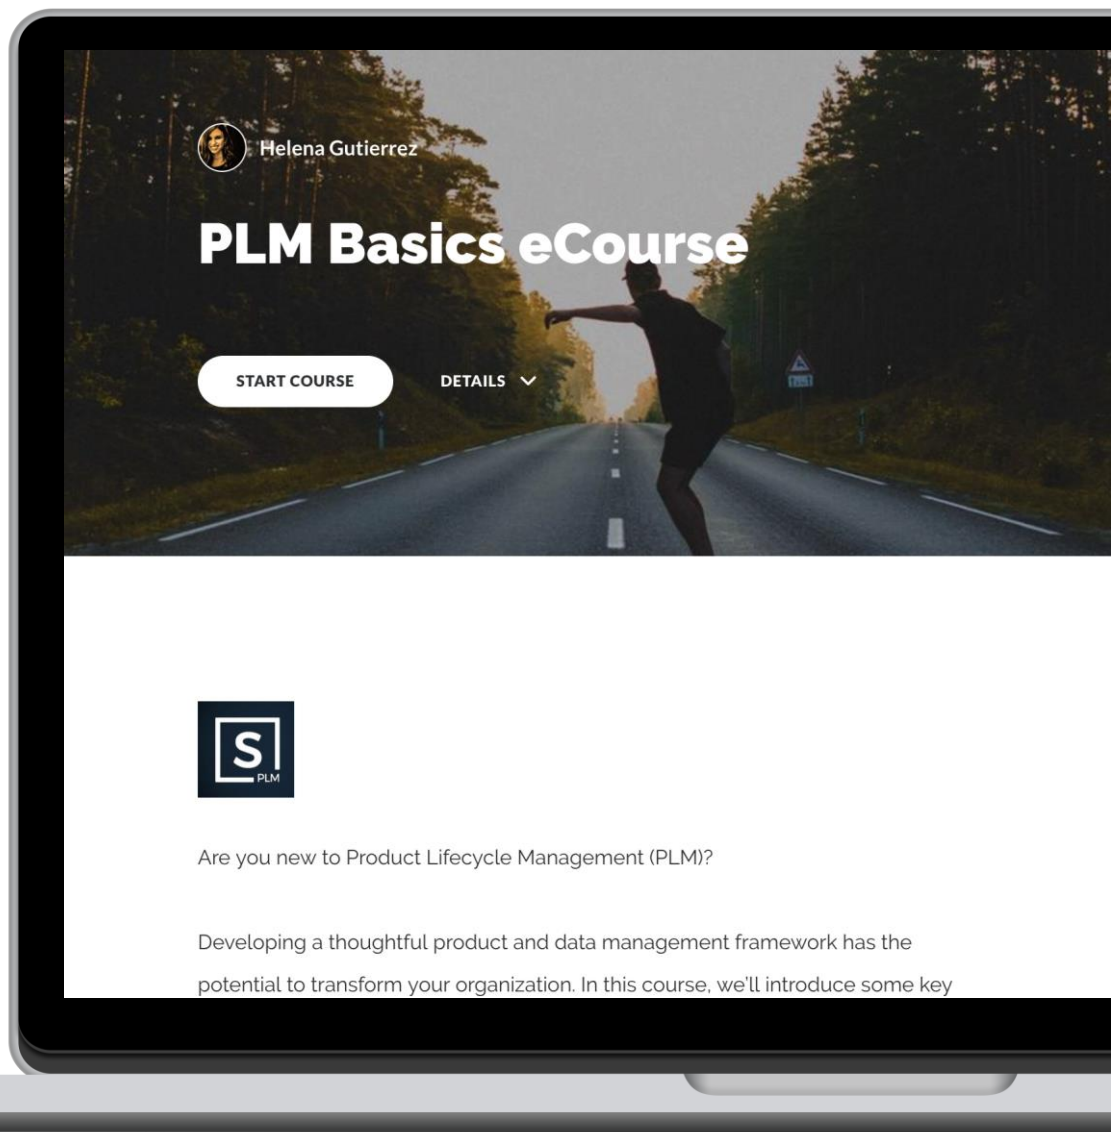 Helena Gutierrez
PLM Basics eCourse
START COURSE
DETAILS
S
PLM
Are you new to Product Lifecycle Management (PLM)?
Developing a thoughtful product and data management framework has the
potential to transform your organization. In this course, we'll introduce some key